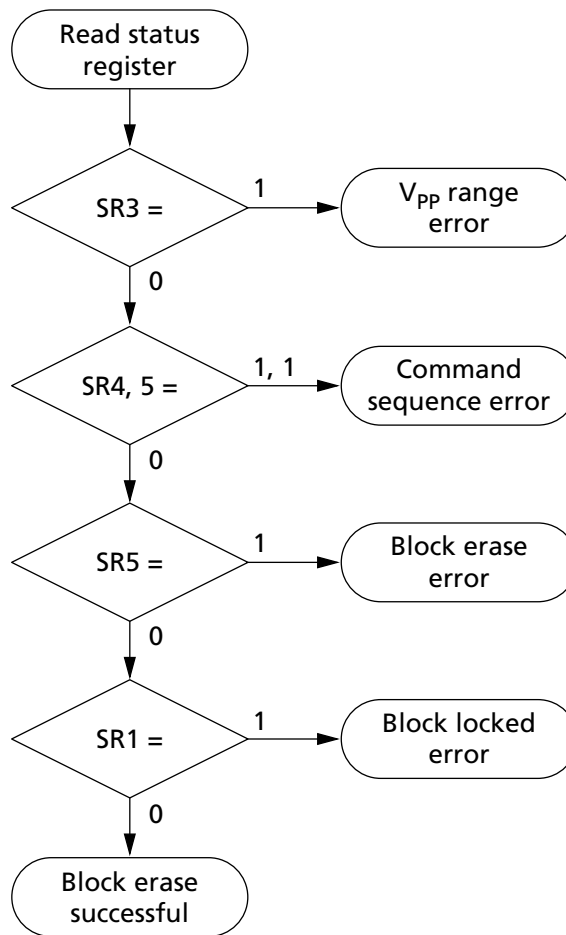 Read status
register
SR3 =
1
V_PP range
error
0
SR4, 5 =
1, 1
Command
sequence error
0
SR5 =
1
Block erase
error
0
SR1 =
1
Block locked
error
0
Block erase
successful